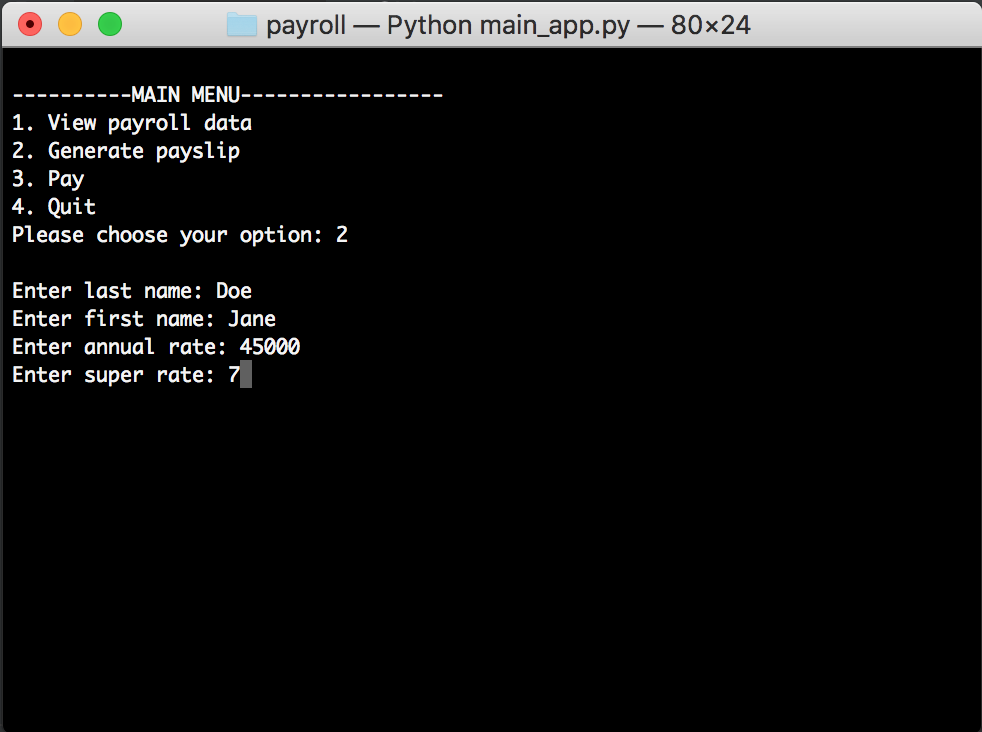 payroll — Python main_app.py — 80×24
----------MAIN MENU-----------------
1. View payroll data
2. Generate payslip
3. Pay
4. Quit
Please choose your option: 2
Enter last name: Doe
Enter first name: Jane
Enter annual rate: 45000
Enter super rate: 7